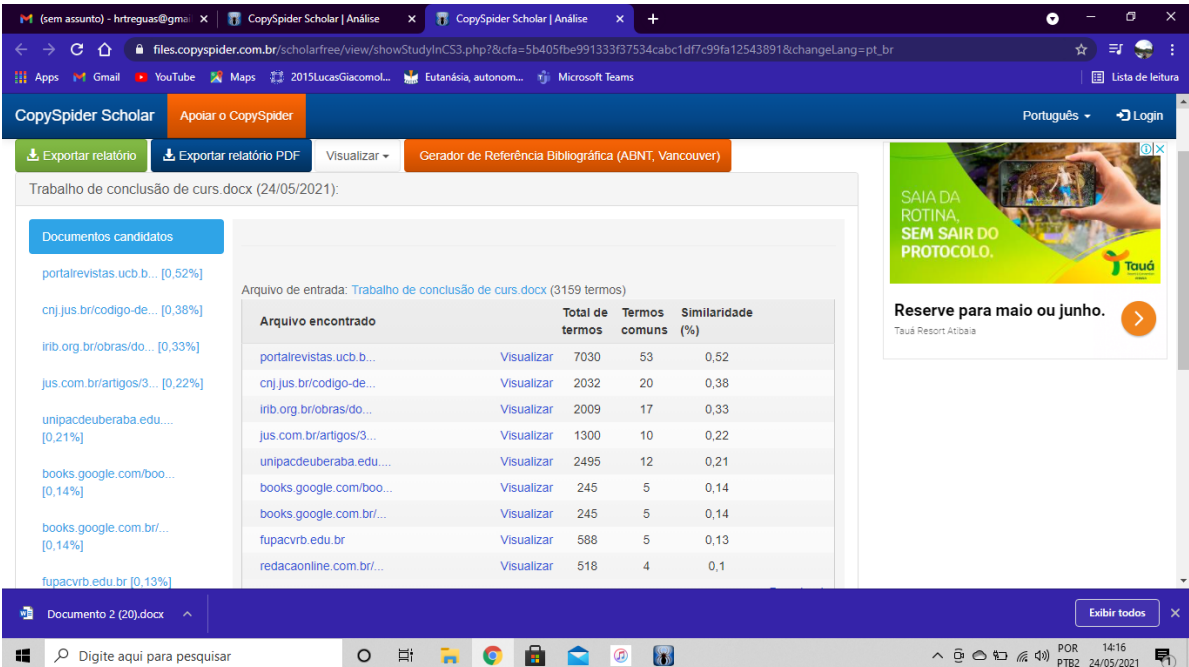 (sem assunto) - hrtreguas@gmai
CopySpider Scholar | Análise
CopySpider Scholar | Análise
files.copyspider.com.br/scholarfree/view/showStudyInCS3.php?&cfa=5b405fbe991333f37534cabc1df7c99fa12543891&changeLang=pt_br
Apps Gmail YouTube Maps 2015LucasGiacomol... Eutanásia, autonom... Microsoft Teams Lista de leitura
CopySpider Scholar Apoiar o CopySpider Português Login
Exportar relatório Exportar relatório PDF Visualizar Gerador de Referência Bibliográfica (ABNT, Vancouver)
Trabalho de conclusão de curs.docx (24/05/2021):
Documentos candidatos
portalrevistas.ucb.b... [0,52%]
cnj.jus.br/codigo-de... [0,38%]
irib.org.br/obras/do... [0,33%]
jus.com.br/artigos/3... [0,22%]
unipacdeuberaba.edu....
[0,21%]
books.google.com/boo...
[0,14%]
books.google.com.br/...
[0,14%]
fupacvrb.edu.br [0,13%]
Arquivo de entrada: Trabalho de conclusão de curs.docx (3159 termos)
Arquivo encontrado Total de termos Termos comuns Similaridade (%)
portalrevistas.ucb.b... Visualizar 7030 53 0,52
cnj.jus.br/codigo-de... Visualizar 2032 20 0,38
irib.org.br/obras/do... Visualizar 2009 17 0,33
jus.com.br/artigos/3... Visualizar 1300 10 0,22
unipacdeuberaba.edu.... Visualizar 2495 12 0,21
books.google.com/boo... Visualizar 245 5 0,14
books.google.com.br/... Visualizar 245 5 0,14
fupacvrb.edu.br Visualizar 588 5 0,13
redacaonline.com.br/... Visualizar 518 4 0,1
SAIA DA
ROTINA,
SEM SAIR DO
PROTOCOLO.
Tauá
Reserve para maio ou junho.
Tauá Resort Atibaia
Documento 2 (20).docx
Exibir todos
Digite aqui para pesquisar
POR
PTB2
14:16
24/05/2021